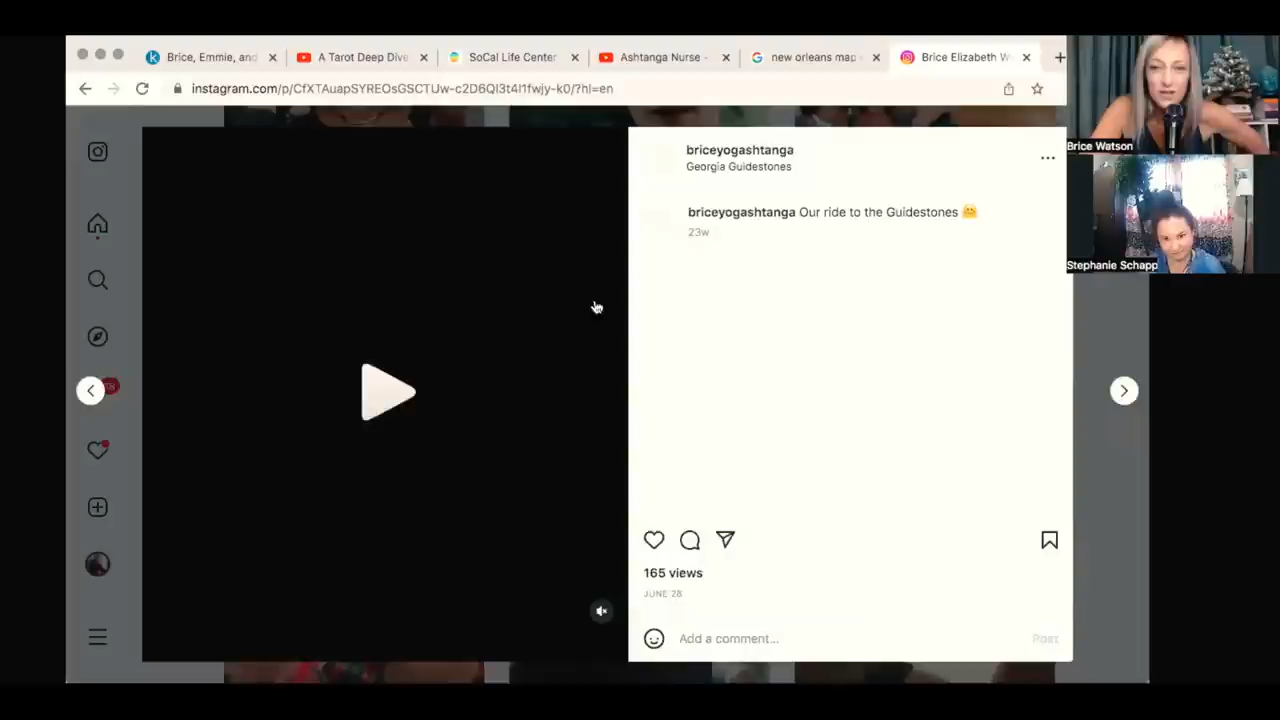 Brice, Emmie, and
A Tarot Deep Dive
SoCal Life Center
Ashtanga Nurse -
new orleans map
Brice Elizabeth W
instagram.com/p/CfXTAuapSYREOsGSCTUw-c2D6Ql3t4l1fwjy-k0/?hl=en
Brice Watson
briceyogashtanga
Georgia Guidestones
briceyogashtanga Our ride to the Guidestones 🤗
23w
Stephanie Schapp
165 views
JUNE 28
Add a comment...
Post